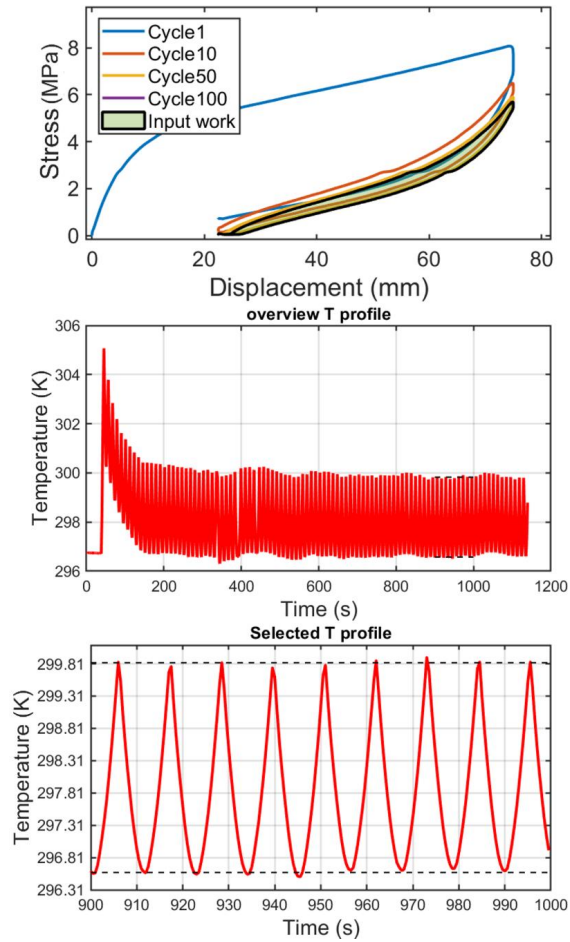 Stress (MPa)
8
6
4
2
0
Cycle1
Cycle10
Cycle50
Cycle100
Input work
0 20 40 60 80
Displacement (mm)
overview T profile
Temperature (K)
306
304
302
300
298
296
0 200 400 600 800 1000 1200
Time (s)
Selected T profile
Temperature (K)
299.81
299.31
298.81
298.31
297.81
297.31
296.81
296.31
900 910 920 930 940 950 960 970 980 990 1000
Time (s)